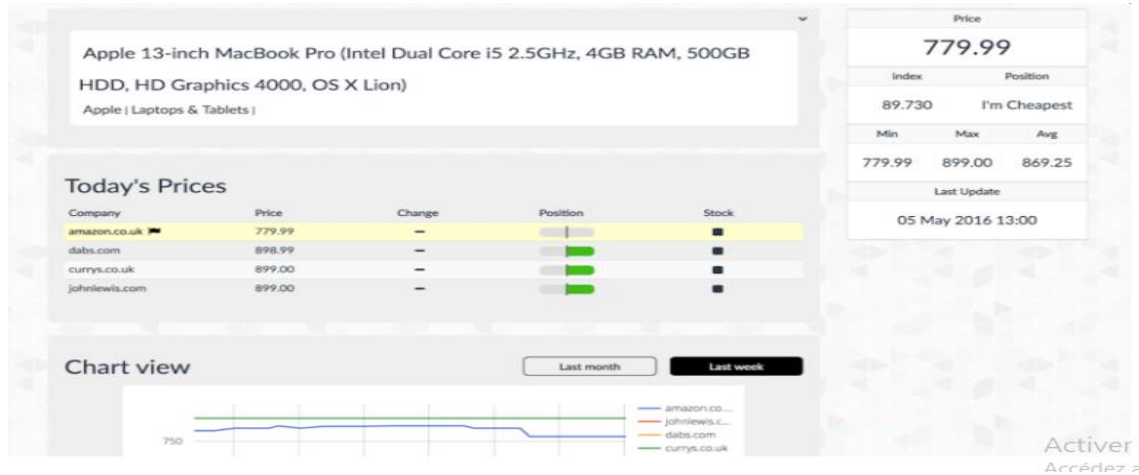 Apple 13-inch MacBook Pro (Intel Dual Core i5 2.5GHz, 4GB RAM, 500GB
HDD, HD Graphics 4000, OS X Lion)
Apple | Laptops & Tablets |
Price
779.99
Index Position
89.730 I'm Cheapest
Min Max Avg
779.99 899.00 869.25
Last Update
05 May 2016 13:00
Today's Prices
Company Price Change Position Stock
amazon.co.uk 779.99 –
dabs.com 898.99 –
currys.co.uk 899.00 –
johnlewis.com 899.00 –
Chart view
Last month Last week
750
amazon.co....
johnlewis.c...
dabs.com
currys.co.uk
Activer
Accédez a